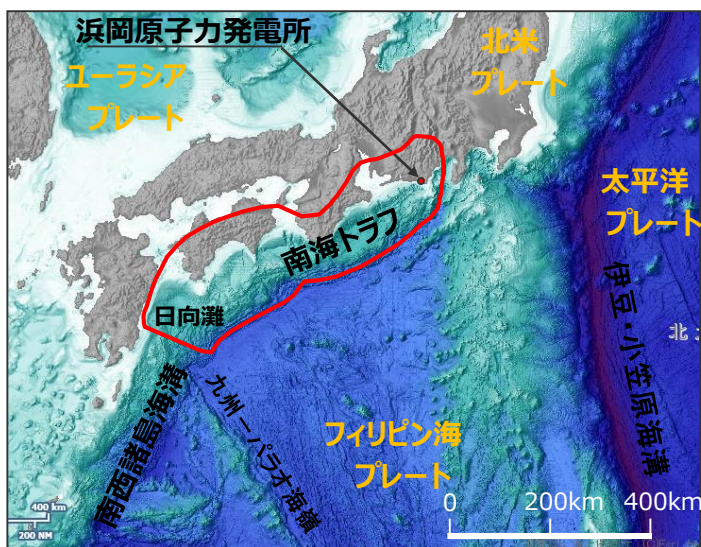 浜岡原子力発電所
北米
プレート
ユーラシア
プレート
太平洋
プレート
南海トラフ
日向灘
伊豆・小笠原海溝
北
南西諸島海溝
九州－パラオ海嶺
フィリピン海
プレート
0 200km 400km
400 km
200 NM